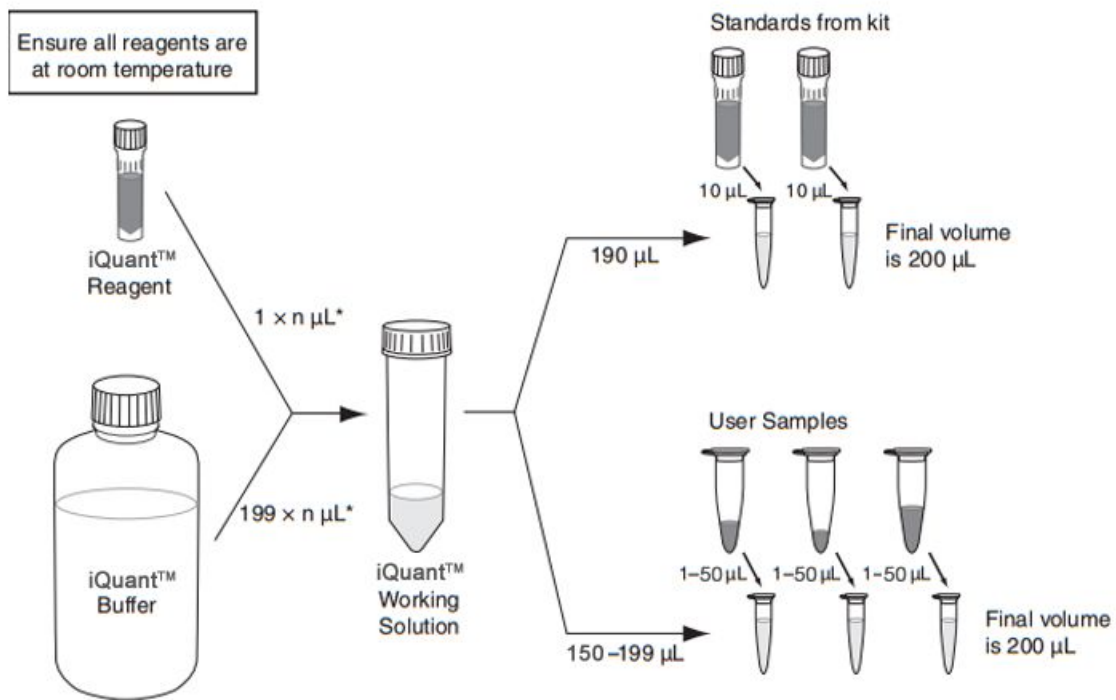 Ensure all reagents are
at room temperature
iQuant™
Reagent
1 × n µL*
199 × n µL*
iQuant™
Buffer
iQuant™
Working
Solution
190 µL
150–199 µL
Standards from kit
10 µL
10 µL
Final volume
is 200 µL
User Samples
1–50 µL
1–50 µL
1–50 µL
Final volume
is 200 µL